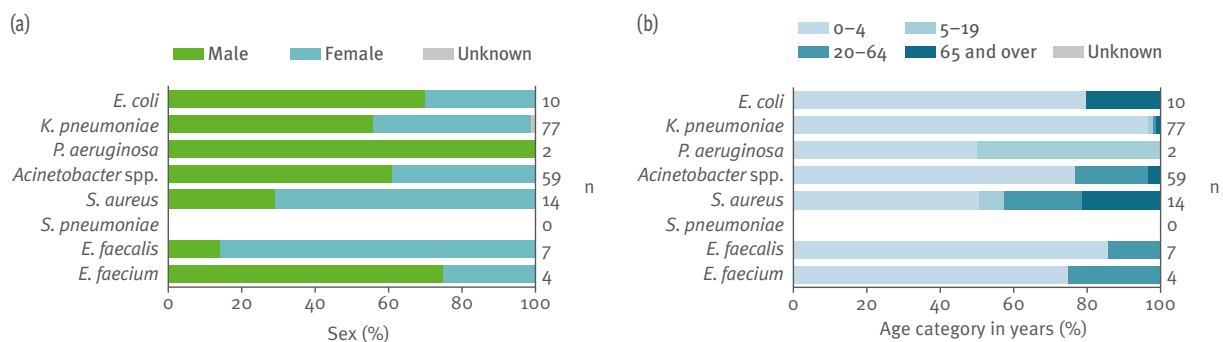 (a)
Male Female Unknown
E. coli 10
K. pneumoniae 77
P. aeruginosa 2
Acinetobacter spp. 59
S. aureus 14
S. pneumoniae 0
E. faecalis 7
E. faecium 4
n
0 20 40 60 80 100
Sex (%)
(b)
0–4 5–19
20–64 65 and over Unknown
E. coli 10
K. pneumoniae 77
P. aeruginosa 2
Acinetobacter spp. 59
S. aureus 14
S. pneumoniae 0
E. faecalis 7
E. faecium 4
n
0 20 40 60 80 100
Age category in years (%)